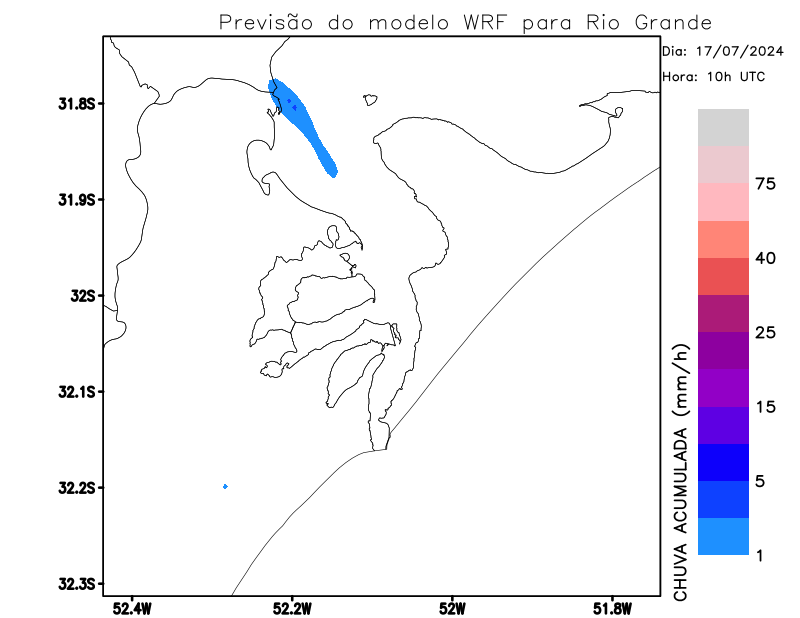 Previsão do modelo WRF para Rio Grande
Dia: 17/07/2024
Hora: 10h UTC
31.8S
31.9S
32S
32.1S
32.2S
32.3S
52.4W
52.2W
52W
51.8W
75
40
25
15
5
1
CHUVA ACUMULADA (mm/h)